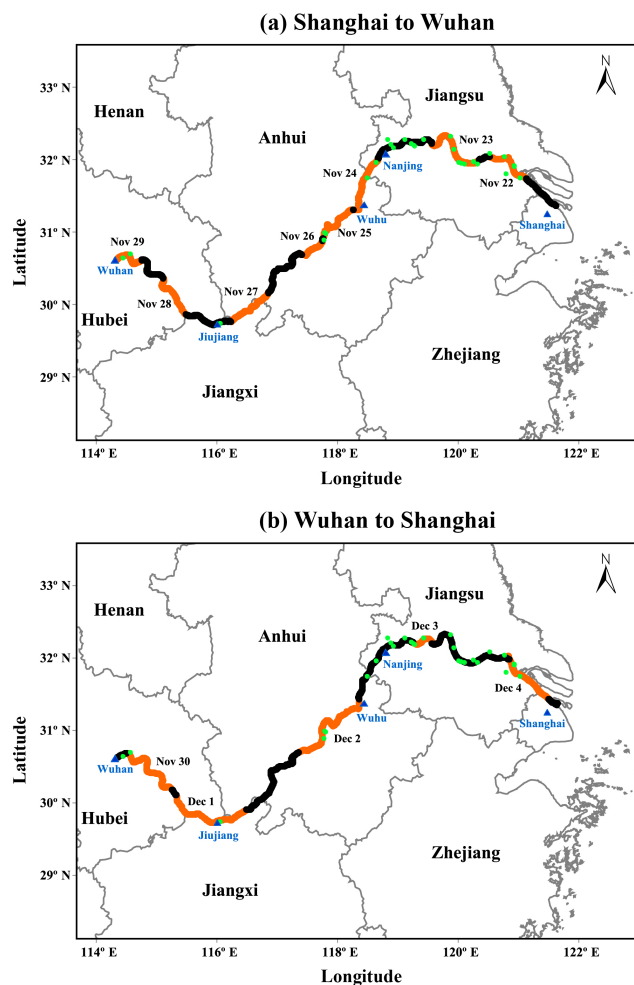 (a) Shanghai to Wuhan
N
33° N
32° N
31° N
30° N
29° N
Latitude
Henan
Anhui
Jiangsu
Nov 23
Nanjing
Nov 24
Nov 22
Wuhu
Shanghai
Nov 26
Nov 25
Nov 29
Wuhan
Nov 27
Nov 28
Hubei
Jiujiang
Zhejiang
Jiangxi
114° E
116° E
118° E
120° E
122° E
Longitude
(b) Wuhan to Shanghai
N
33° N
32° N
31° N
30° N
29° N
Latitude
Henan
Anhui
Jiangsu
Dec 3
Nanjing
Dec 4
Wuhu
Shanghai
Dec 2
Nov 30
Wuhan
Dec 1
Hubei
Jiujiang
Zhejiang
Jiangxi
114° E
116° E
118° E
120° E
122° E
Longitude